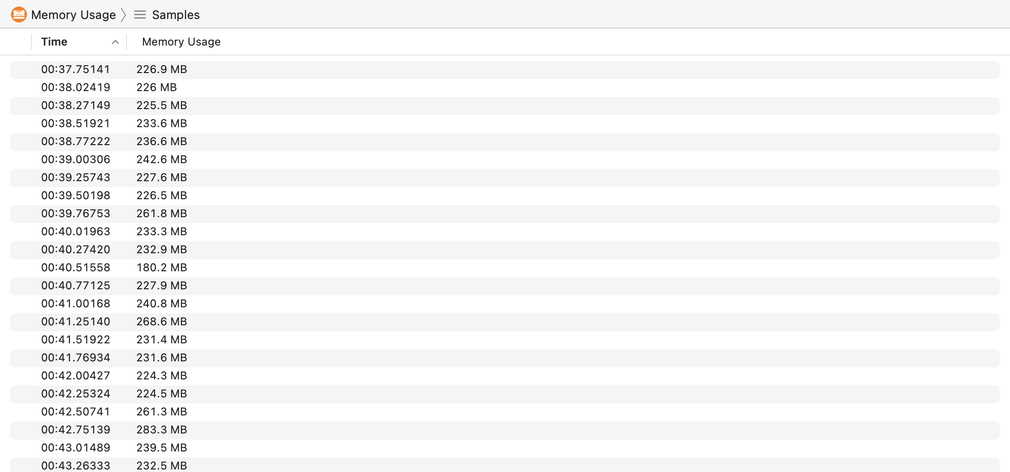 Memory Usage Samples
Time Memory Usage
00:37.75141 226.9 MB
00:38.02419 226 MB
00:38.27149 225.5 MB
00:38.51921 233.6 MB
00:38.77222 236.6 MB
00:39.00306 242.6 MB
00:39.25743 227.6 MB
00:39.50198 226.5 MB
00:39.76753 261.8 MB
00:40.01963 233.3 MB
00:40.27420 232.9 MB
00:40.51558 180.2 MB
00:40.77125 227.9 MB
00:41.00168 240.8 MB
00:41.25140 268.6 MB
00:41.51922 231.4 MB
00:41.76934 231.6 MB
00:42.00427 224.3 MB
00:42.25324 224.5 MB
00:42.50741 261.3 MB
00:42.75139 283.3 MB
00:43.01489 239.5 MB
00:43.26333 232.5 MB